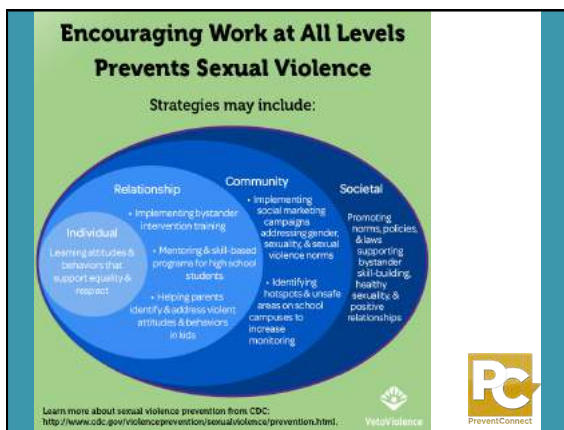 Encouraging Work at All Levels
Prevents Sexual Violence
Strategies may include:
Individual
Learning attitudes &
behaviors that
support equality &
respect
Relationship
• Implementing bystander
intervention training
• Mentoring & skill-based
programs for high school
students
• Helping parents
identify & address violent
attitudes & behaviors
in kids
Community
• Implementing
social marketing
campaigns
addressing gender,
sexuality, & sexual
violence norms
• Identifying
hotspots & unsafe
areas on school
campuses to
increase
monitoring
Societal
Promoting
norms, policies,
& laws
supporting
bystander
skill-building,
healthy
sexuality, &
positive
relationships
Learn more about sexual violence prevention from CDC:
http://www.cdc.gov/violenceprevention/sexualviolence/prevention.html.
VetoViolence
PC
PreventConnect